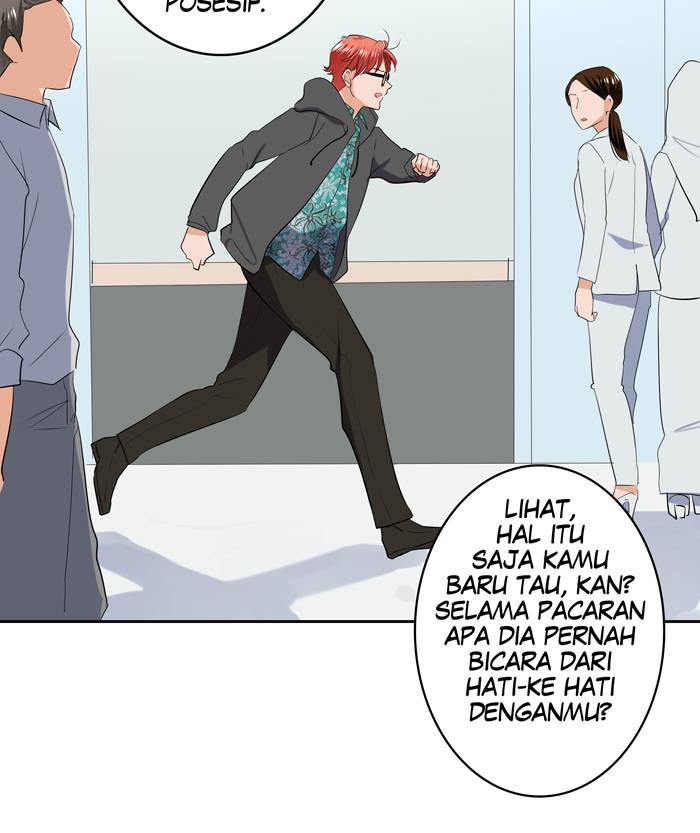 POSESIF.
LIHAT,
HAL ITU
SAJA KAMU
BARU TAU, KAN?
SELAMA PACARAN
APA DIA PERNAH
BICARA DARI
HATI-KE HATI
DENGANMU?